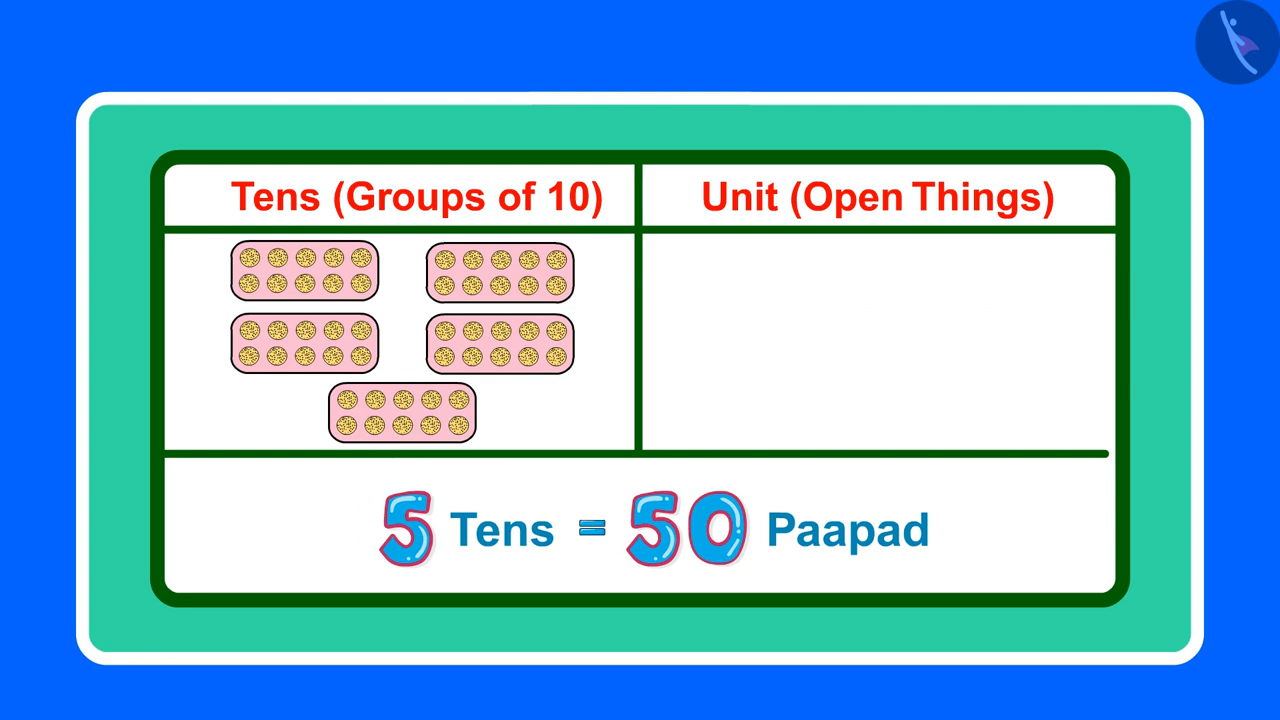 Tens (Groups of 10)
Unit (Open Things)
5 Tens = 50 Paapad